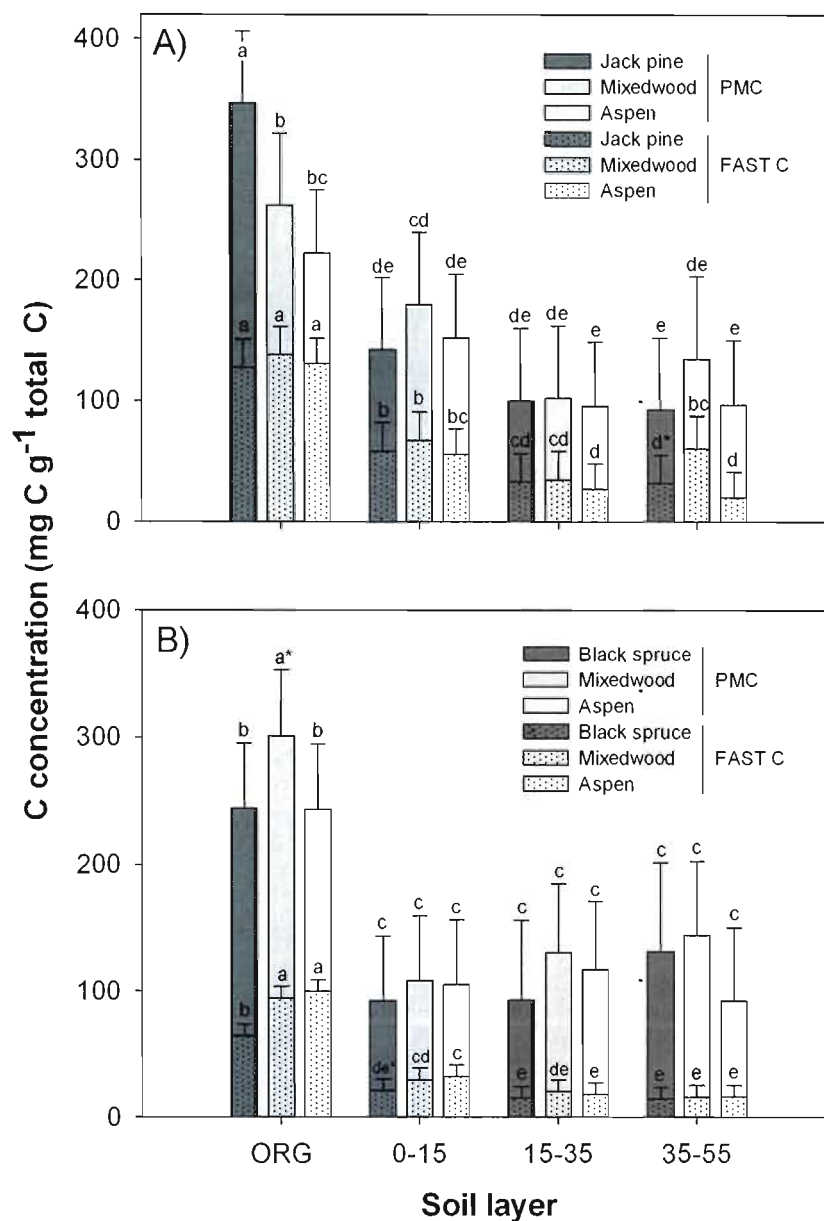 A)
400
300
200
100
0
Jack pine
Mixedwood
Aspen
PMC
Jack pine
Mixedwood
Aspen
FAST C
a
b
bc
a
a
a
de
cd
de
b
b
bc
de
de
e
cd
cd
d
e
de
e
d*
bc
d
C concentration (mg C g⁻¹ total C)
B)
400
300
200
100
0
Black spruce
Mixedwood
Aspen
PMC
Black spruce
Mixedwood
Aspen
FAST C
b
a*
b
b
a
a
c
c
c
de*
cd
c
c
c
c
e
de
e
c
c
c
e
e
e
ORG 0-15 15-35 35-55
Soil layer